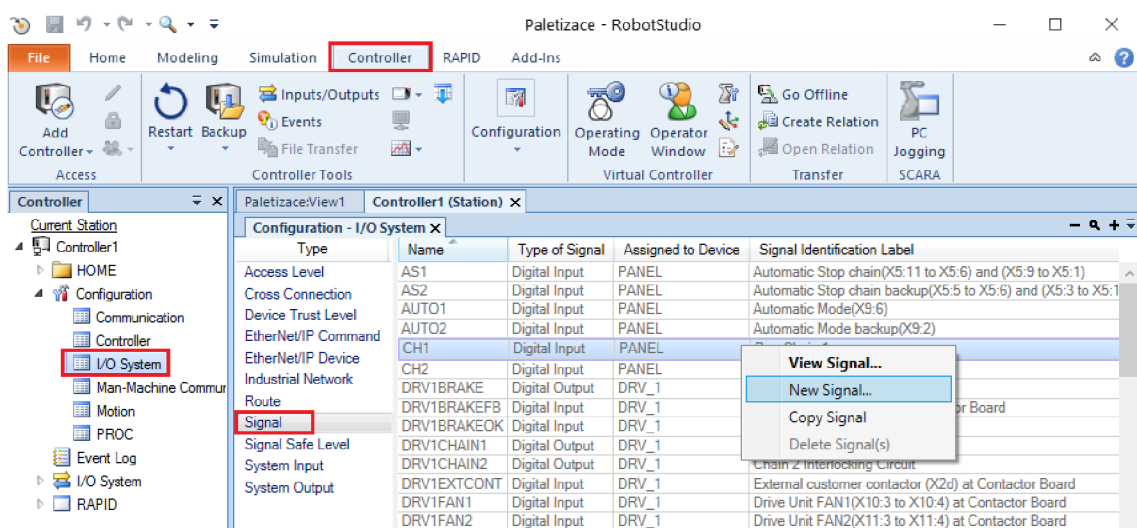 Paletizace - RobotStudio
File Home Modeling Simulation Controller RAPID Add-Ins
Add Controller
Access
Restart Backup
Inputs/Outputs
Events
File Transfer
Controller Tools
Configuration
Operating Mode
Operator Window
Virtual Controller
Go Offline
Create Relation
Open Relation
Transfer
PC Jogging
SCARA
Controller
Current Station
Controller1
HOME
Configuration
Communication
Controller
I/O System
Man-Machine Commur
Motion
PROC
Event Log
I/O System
RAPID
Paletizace:View1 Controller1 (Station)
Configuration - I/O System
Type
Access Level
Cross Connection
Device Trust Level
EtherNet/IP Command
EtherNet/IP Device
Industrial Network
Route
Signal
Signal Safe Level
System Input
System Output
Name Type of Signal Assigned to Device Signal Identification Label
AS1 Digital Input PANEL Automatic Stop chain(X5:11 to X5:6) and (X5:9 to X5:1)
AS2 Digital Input PANEL Automatic Stop chain backup(X5:5 to X5:6) and (X5:3 to X5:1
AUTO1 Digital Input PANEL Automatic Mode(X9:6)
AUTO2 Digital Input PANEL Automatic Mode backup(X9:2)
CH1 Digital Input PANEL
CH2 Digital Input PANEL
DRV1BRAKE Digital Output DRV_1
DRV1BRAKEFB Digital Input DRV_1 or Board
DRV1BRAKEOK Digital Input DRV_1
DRV1CHAIN1 Digital Output DRV_1
DRV1CHAIN2 Digital Output DRV_1 Chain 2 Interlocking Circuit
DRV1EXTCONT Digital Input DRV_1 External customer contactor (X2d) at Contactor Board
DRV1FAN1 Digital Input DRV_1 Drive Unit FAN1(X10:3 to X10:4) at Contactor Board
DRV1FAN2 Digital Input DRV_1 Drive Unit FAN2(X11:3 to X11:4) at Contactor Board
View Signal...
New Signal...
Copy Signal
Delete Signal(s)